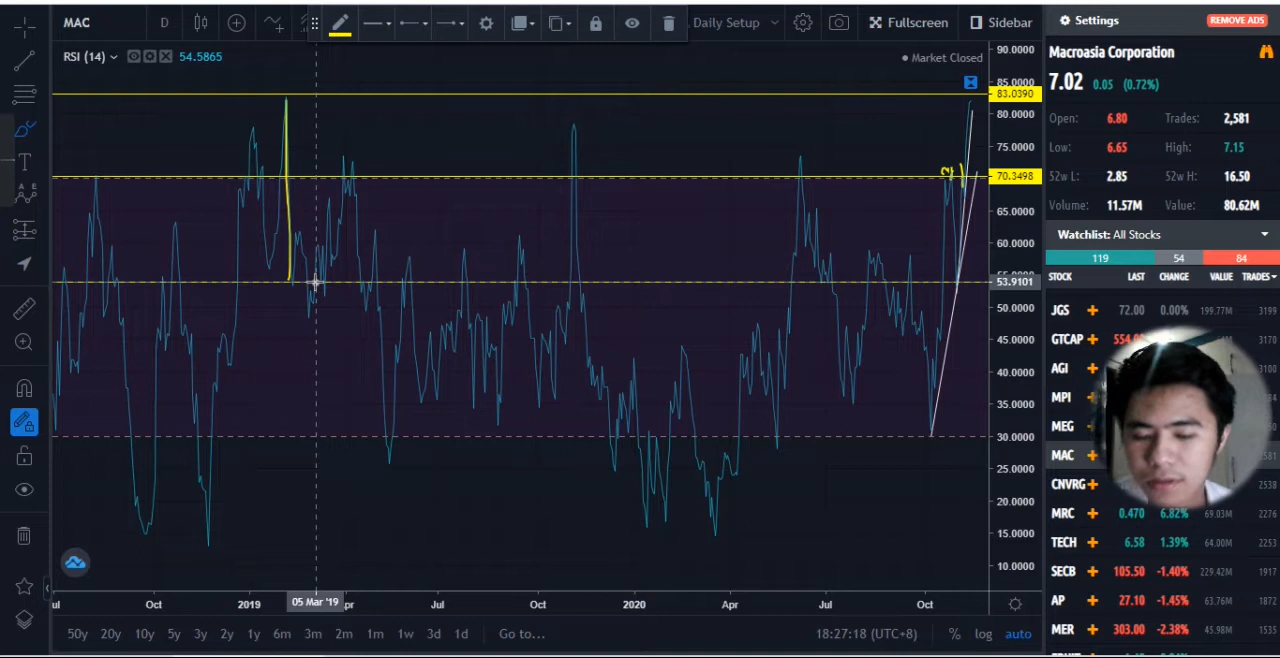 MAC D Daily Setup Fullscreen Sidebar
RSI (14) 54.5865
Market Closed
90.0000
85.0000
83.0390
80.0000
70.3498
65.0000
60.0000
53.9101
50.0000
45.0000
40.0000
35.0000
30.0000
25.0000
20.0000
15.0000
10.0000
Oct 2019 05 Mar '19 pr Jul Oct 2020 Apr Jul Oct
50y 20y 10y 5y 3y 2y 1y 6m 3m 2m 1m 1w 3d 1d Go to... 18:27:18 (UTC+8) % log auto
Settings REMOVE ADS
Macroasia Corporation
7.02 0.05 (0.72%)
Open: 6.80 Trades: 2,581
Low: 6.65 High: 7.15
52w L: 2.85 52w H: 16.50
Volume: 11.57M Value: 80.62M
Watchlist: All Stocks
119 54 84
STOCK LAST CHANGE VALUE TRADES
JGS 72.00 0.00% 199.77M 3199
GTCAP 3170
AGI 3100
MPI
MEG
MAC
CNVRG 2538
MRC 0.470 6.82% 69.03M 2276
TECH 6.58 1.39% 64.00M 2253
SECB 105.50 -1.40% 229.42M 1917
AP 27.10 -1.45% 63.76M 1872
MER 303.00 -2.38% 45.98M 1535